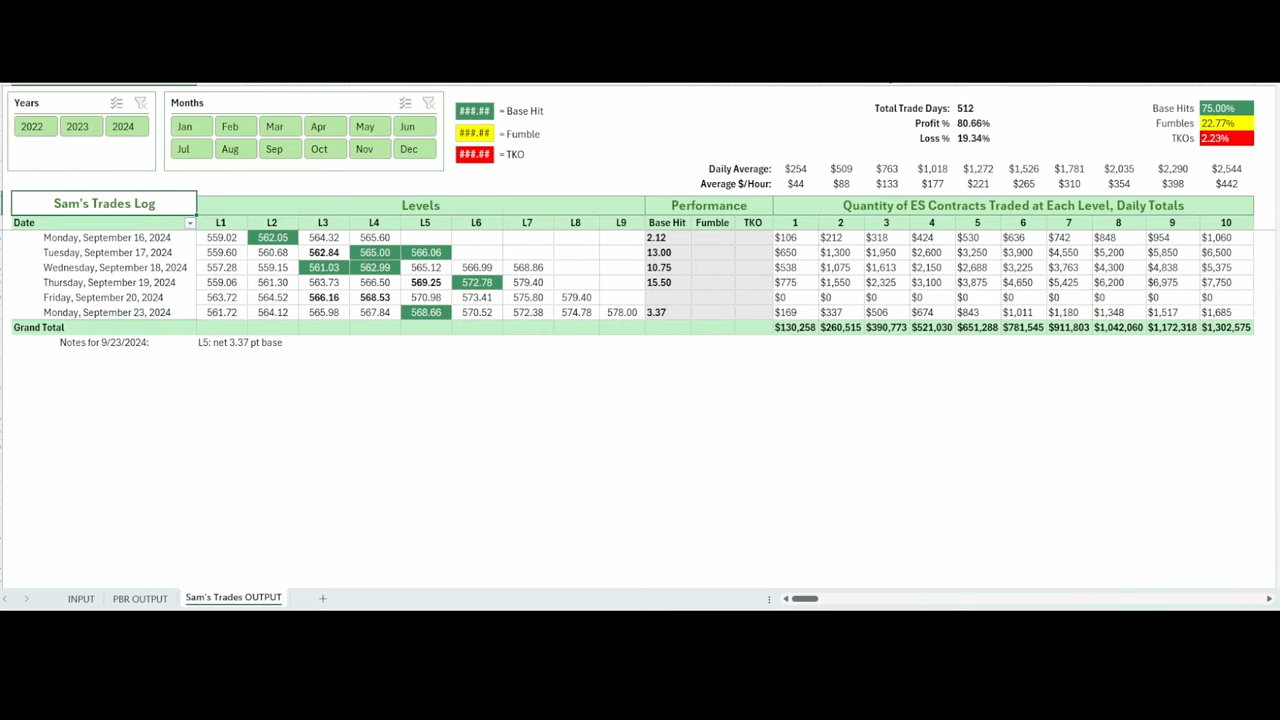 Years
2022 2023 2024
Months
Jan Feb Mar Apr May Jun
Jul Aug Sep Oct Nov Dec
###.## = Base Hit
###.## = Fumble
###.## = TKO
Total Trade Days: 512
Profit % 80.66%
Loss % 19.34%
Base Hits 75.00%
Fumbles 22.77%
TKOs 2.23%
Daily Average: $254 $509 $763 $1,018 $1,272 $1,526 $1,781 $2,035 $2,290 $2,544
Average $/Hour: $44 $88 $133 $177 $221 $265 $310 $354 $398 $442
Sam's Trades Log Levels Performance Quantity of ES Contracts Traded at Each Level, Daily Totals
Date L1 L2 L3 L4 L5 L6 L7 L8 L9 Base Hit Fumble TKO 1 2 3 4 5 6 7 8 9 10
Monday, September 16, 2024 559.02 562.05 564.32 565.60 2.12 $106 $212 $318 $424 $530 $636 $742 $848 $954 $1,060
Tuesday, September 17, 2024 559.60 560.68 562.84 565.00 566.06 13.00 $650 $1,300 $1,950 $2,600 $3,250 $3,900 $4,550 $5,200 $5,850 $6,500
Wednesday, September 18, 2024 557.28 559.15 561.03 562.99 565.12 566.99 568.86 10.75 $538 $1,075 $1,613 $2,150 $2,688 $3,225 $3,763 $4,300 $4,838 $5,375
Thursday, September 19, 2024 559.06 561.30 563.73 566.50 569.25 572.78 579.40 15.50 $775 $1,550 $2,325 $3,100 $3,875 $4,650 $5,425 $6,200 $6,975 $7,750
Friday, September 20, 2024 563.72 564.52 566.16 568.53 570.98 573.41 575.80 579.40 $0 $0 $0 $0 $0 $0 $0 $0 $0 $0
Monday, September 23, 2024 561.72 564.12 565.98 567.84 568.66 570.52 572.38 574.78 578.00 3.37 $169 $337 $506 $674 $843 $1,011 $1,180 $1,348 $1,517 $1,685
Grand Total $130,258 $260,515 $390,773 $521,030 $651,288 $781,545 $911,803 $1,042,060 $1,172,318 $1,302,575
Notes for 9/23/2024: L5: net 3.37 pt base
INPUT PBR OUTPUT Sam's Trades OUTPUT +